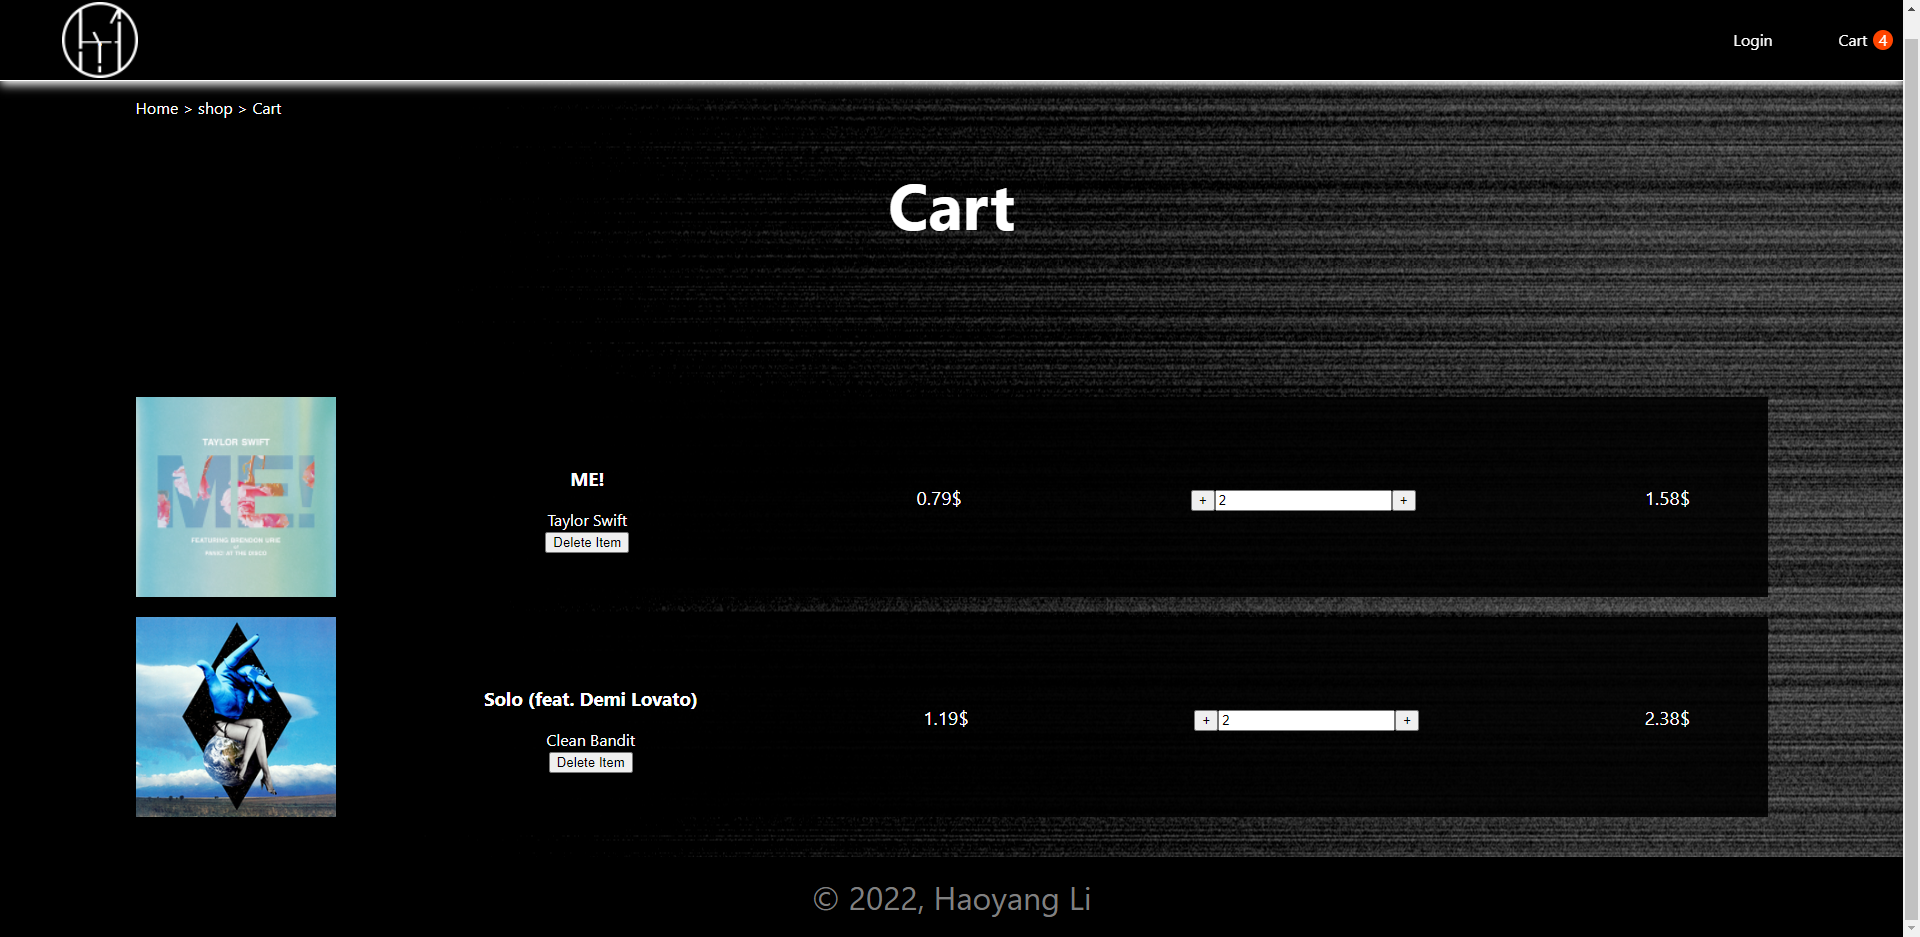 Login
Cart 4
Home > shop > Cart
Cart
TAYLOR SWIFT
ME!
FEATURING BRENDON URIE
PANIC! AT THE DISCO
ME!
Taylor Swift
Delete Item
0.79$
+ 2 +
1.58$
Solo (feat. Demi Lovato)
Clean Bandit
Delete Item
1.19$
+ 2 +
2.38$
© 2022, Haoyang Li